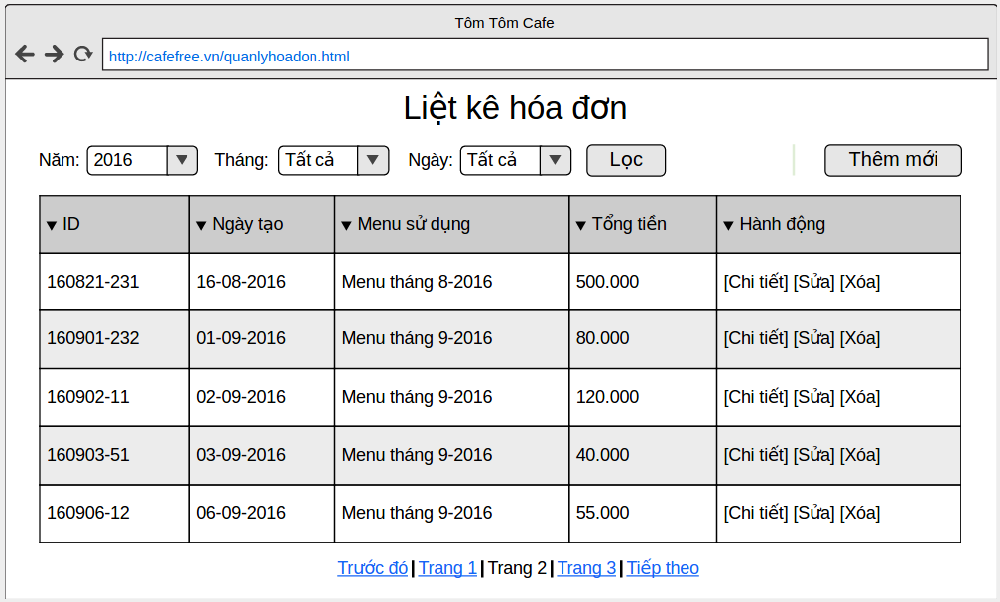 Tôm Tôm Cafe
http://cafefree.vn/quanlyhoadon.html
Liệt kê hóa đơn
Năm: 2016 Tháng: Tất cả Ngày: Tất cả Lọc Thêm mới
ID Ngày tạo Menu sử dụng Tổng tiền Hành động
160821-231 16-08-2016 Menu tháng 8-2016 500.000 [Chi tiết] [Sửa] [Xóa]
160901-232 01-09-2016 Menu tháng 9-2016 80.000 [Chi tiết] [Sửa] [Xóa]
160902-11 02-09-2016 Menu tháng 9-2016 120.000 [Chi tiết] [Sửa] [Xóa]
160903-51 03-09-2016 Menu tháng 9-2016 40.000 [Chi tiết] [Sửa] [Xóa]
160906-12 06-09-2016 Menu tháng 9-2016 55.000 [Chi tiết] [Sửa] [Xóa]
Trước đó | Trang 1 | Trang 2 | Trang 3 | Tiếp theo